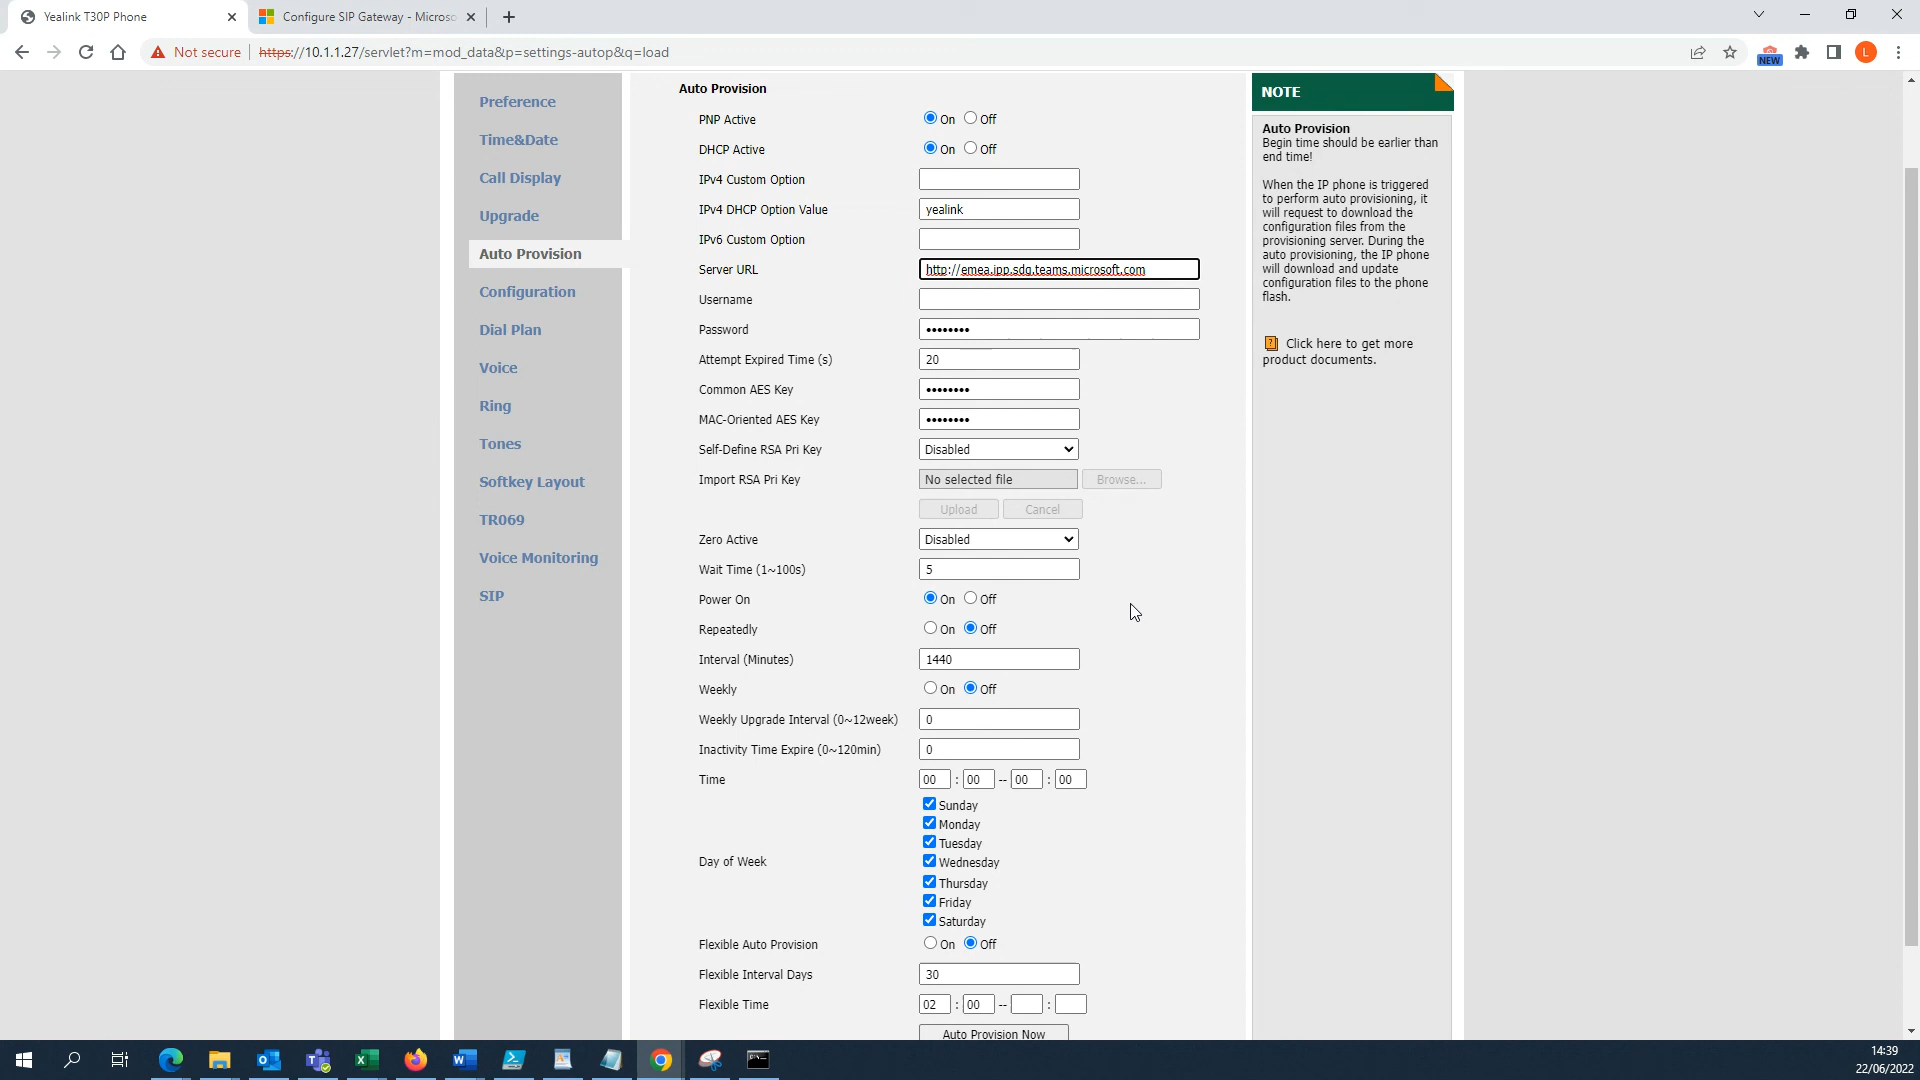 Yealink T30P Phone
Configure SIP Gateway - Microso
Not secure
https://10.1.1.27/servlet?m=mod_data&p=settings-autop&q=load
NEW
L
Preference
Time&Date
Call Display
Upgrade
Auto Provision
Configuration
Dial Plan
Voice
Ring
Tones
Softkey Layout
TR069
Voice Monitoring
SIP
Auto Provision
PNP Active On Off
DHCP Active On Off
IPv4 Custom Option
IPv4 DHCP Option Value yealink
IPv6 Custom Option
Server URL http://emea.ipp.sdg.teams.microsoft.com
Username
Password ••••••••
Attempt Expired Time (s) 20
Common AES Key ••••••••
MAC-Oriented AES Key ••••••••
Self-Define RSA Pri Key Disabled
Import RSA Pri Key No selected file Browse...
Upload Cancel
Zero Active Disabled
Wait Time (1~100s) 5
Power On On Off
Repeatedly On Off
Interval (Minutes) 1440
Weekly On Off
Weekly Upgrade Interval (0~12week) 0
Inactivity Time Expire (0~120min) 0
Time 00 : 00 -- 00 : 00
Sunday
Monday
Tuesday
Day of Week Wednesday
Thursday
Friday
Saturday
Flexible Auto Provision On Off
Flexible Interval Days 30
Flexible Time 02 : 00 -- :
Auto Provision Now
NOTE
Auto Provision
Begin time should be earlier than
end time!
When the IP phone is triggered
to perform auto provisioning, it
will request to download the
configuration files from the
provisioning server. During the
auto provisioning, the IP phone
will download and update
configuration files to the phone
flash.
Click here to get more
product documents.
14:39
22/06/2022